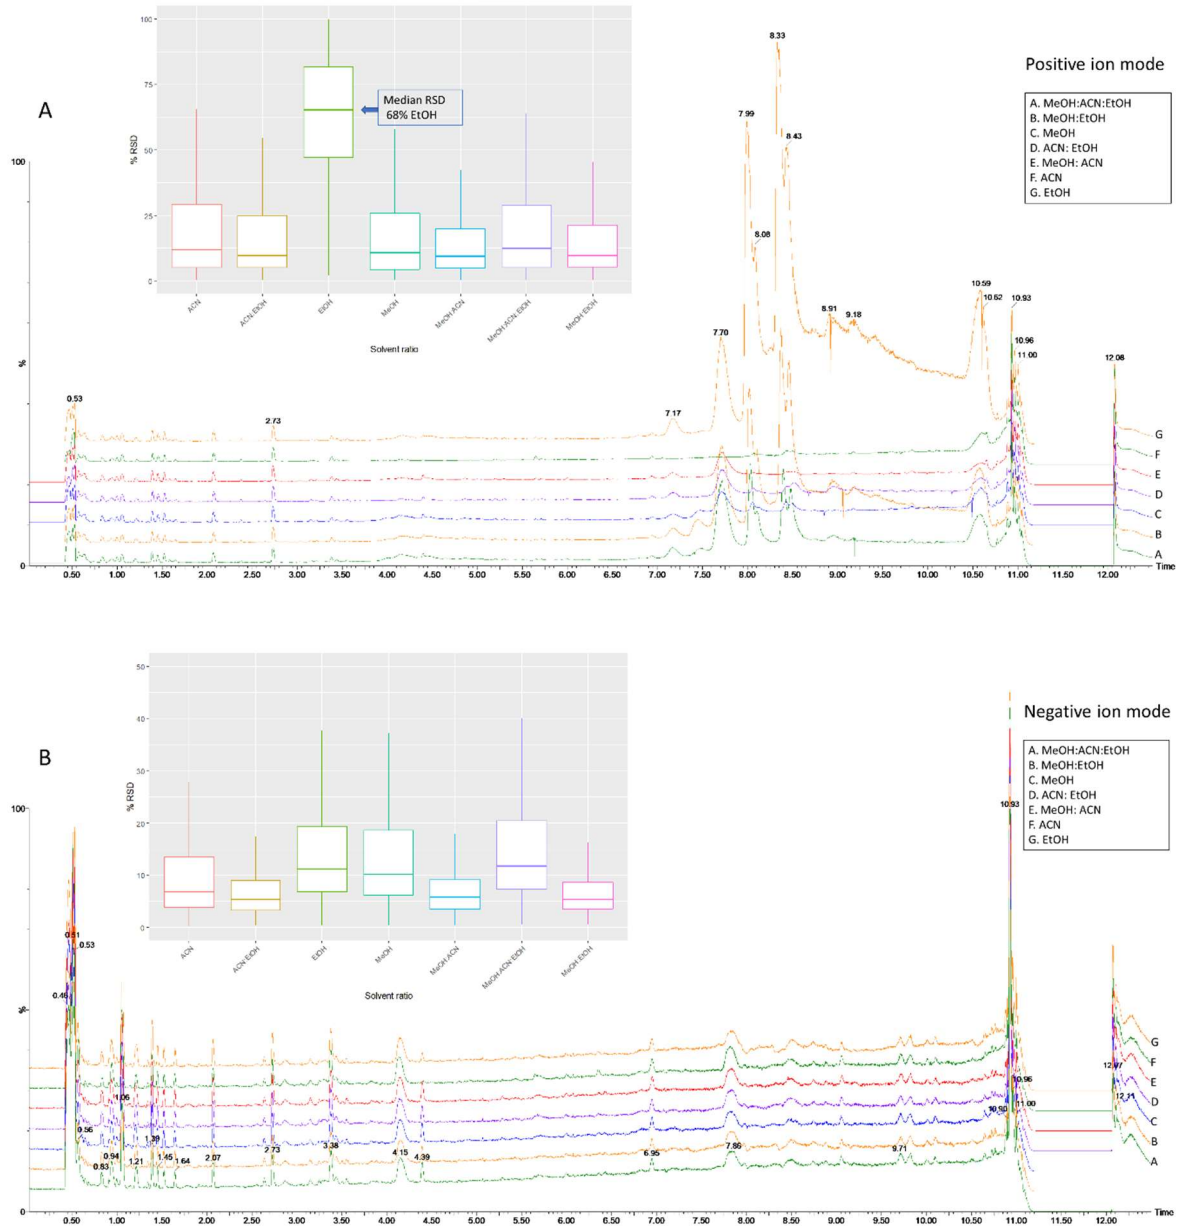 A
100
75
50
25
0
% RSD
Median RSD
68% EtOH
ACN
ACN: EtOH
EtOH
MeOH
MeOH:ACN
MeOH:ACN: EtOH
MeOH: EtOH
Solvent ratio
Positive ion mode
A. MeOH:ACN:EtOH
B. MeOH:EtOH
C. MeOH
D. ACN: EtOH
E. MeOH: ACN
F. ACN
G. EtOH
100
%
0
0.53
2.73
7.17
7.70
7.99
8.08
8.33
8.43
8.91
9.18
10.59
10.62
10.93
10.96
11.00
12.08
G
F
E
D
C
B
A
0.50 1.00 1.50 2.00 2.50 3.00 3.50 4.00 4.50 5.00 5.50 6.00 6.50 7.00 7.50 8.00 8.50 9.00 9.50 10.00 10.50 11.00 11.50 12.00
Time
B
50
40
30
20
10
0
% RSD
ACN
ACN: EtOH
EtOH
MeOH
MeOH:ACN
MeOH:ACN: EtOH
MeOH: EtOH
Solvent ratio
Negative ion mode
A. MeOH:ACN:EtOH
B. MeOH:EtOH
C. MeOH
D. ACN: EtOH
E. MeOH: ACN
F. ACN
G. EtOH
100
%
0
0.46
0.51
0.53
0.56
0.83
0.94
1.06
1.21
1.39
1.45
1.64
2.07
2.73
3.38
4.15
4.39
6.95
7.86
9.71
10.90
10.93
10.96
11.00
12.07
12.11
G
F
E
D
C
B
A
0.50 1.00 1.50 2.00 2.50 3.00 3.50 4.00 4.50 5.00 5.50 6.00 6.50 7.00 7.50 8.00 8.50 9.00 9.50 10.00 10.50 11.00 11.50 12.00
Time